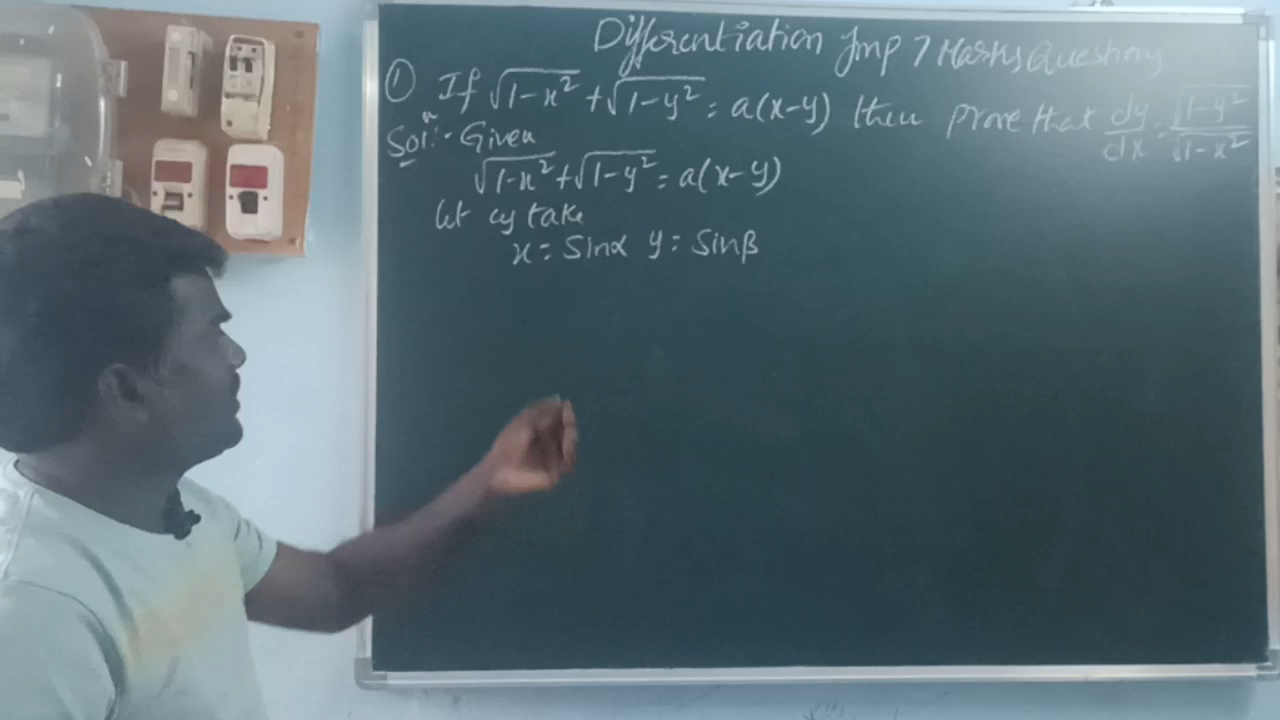 Differentiation Imp 7 Marks Questions
① If √1-x² + √1-y² = a(x-y) then prove that dy/dx = √1-y²/√1-x²
Sol:- Given
√1-x² + √1-y² = a(x-y)
let us take
x = Sinα y = Sinβ